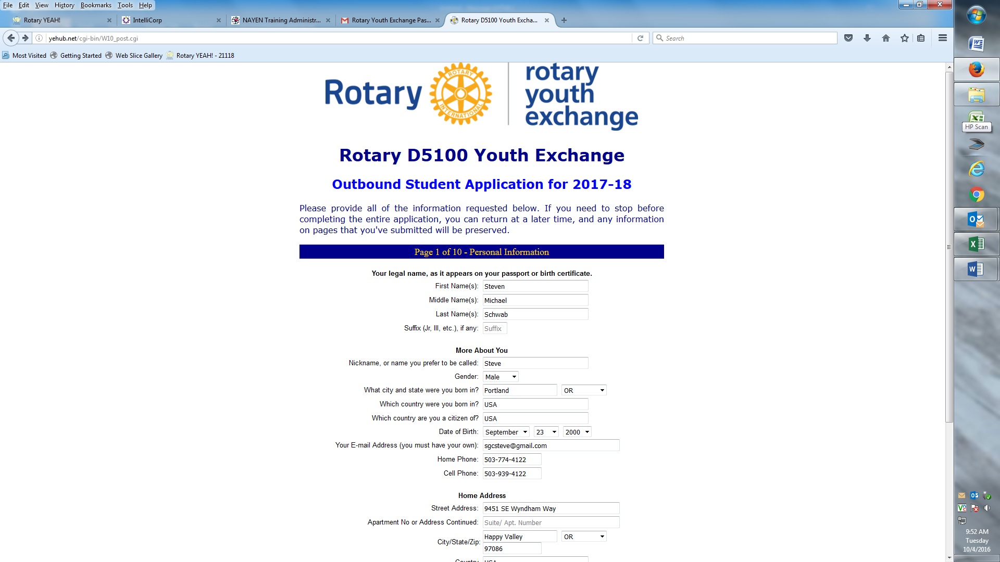 File Edit View History Bookmarks Tools Help
Rotary YEAH! IntelliCorp NAYEN Training Administr... Rotary Youth Exchange Pas... Rotary D5100 Youth Excha...
yehub.net/cgi-bin/W10_post.cgi Search
Most Visited Getting Started Web Slice Gallery Rotary YEAH! - 21118
Rotary
ROTARY
INTERNATIONAL
rotary
youth
exchange
Rotary D5100 Youth Exchange
Outbound Student Application for 2017-18
Please provide all of the information requested below. If you need to stop before
completing the entire application, you can return at a later time, and any information
on pages that you've submitted will be preserved.
Page 1 of 10 - Personal Information
Your legal name, as it appears on your passport or birth certificate.
First Name(s): Steven
Middle Name(s): Michael
Last Name(s): Schwab
Suffix (Jr, III, etc.), if any: Suffix
More About You
Nickname, or name you prefer to be called: Steve
Gender: Male
What city and state were you born in? Portland OR
Which country were you born in? USA
Which country are you a citizen of? USA
Date of Birth: September 23 2000
Your E-mail Address (you must have your own): sgcsteve@gmail.com
Home Phone: 503-774-4122
Cell Phone: 503-939-4122
Home Address
Street Address: 9451 SE Wyndham Way
Apartment No or Address Continued: Suite/ Apt. Number
City/State/Zip: Happy Valley OR
97086
Country USA
HP Scan
9:52 AM
Tuesday
10/4/2016